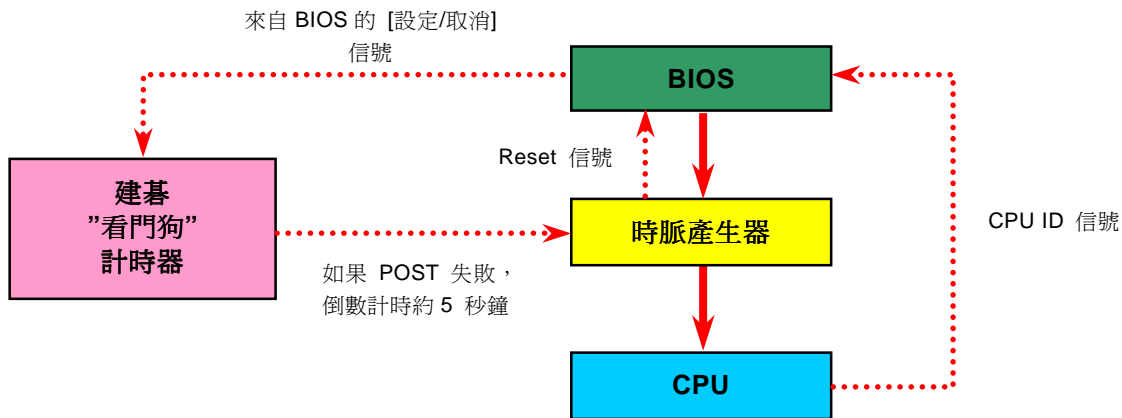 來自 BIOS 的 [設定/取消]
信號
BIOS
Reset 信號
建碁
”看門狗”
計時器
時脈產生器
CPU ID 信號
如果 POST 失敗，
倒數計時約 5 秒鐘
CPU